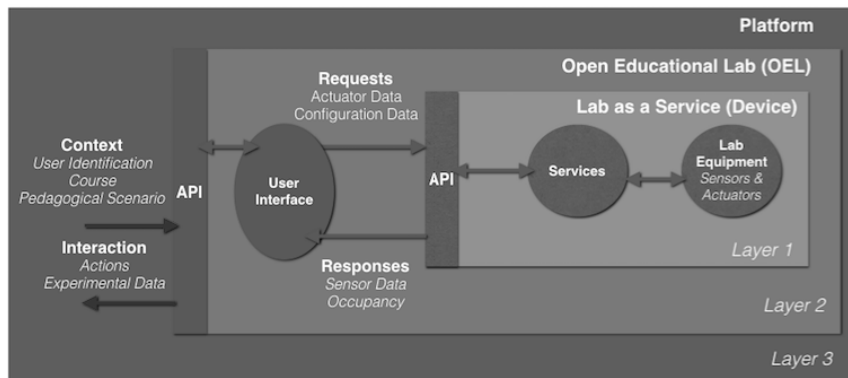 Platform
Open Educational Lab (OEL)
Lab as a Service (Device)
Context
User Identification
Course
Pedagogical Scenario
Interaction
Actions
Experimental Data
API
User
Interface
Requests
Actuator Data
Configuration Data
Responses
Sensor Data
Occupancy
API
Services
Lab
Equipment
Sensors &
Actuators
Layer 1
Layer 2
Layer 3